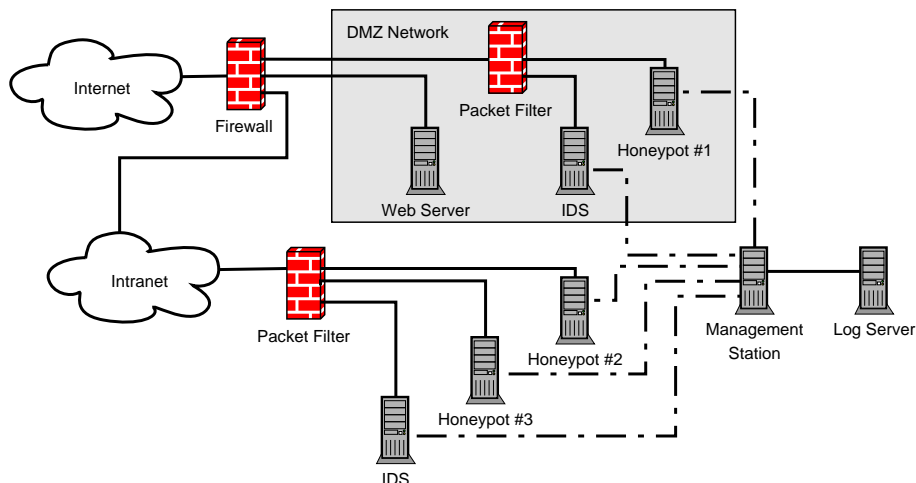 DMZ Network
Internet
Firewall
Packet Filter
Honeypot #1
Web Server
IDS
Intranet
Packet Filter
Honeypot #2
Management
Station
Log Server
Honeypot #3
IDS